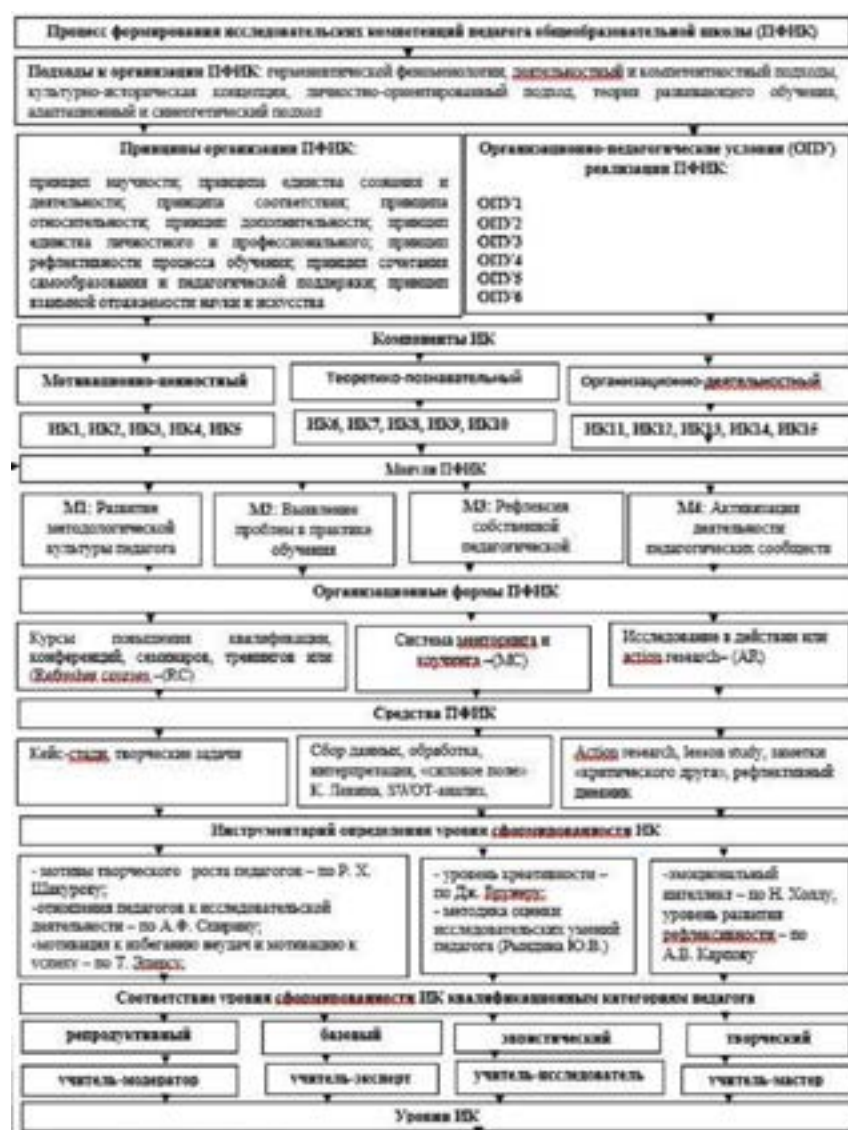 Процесс формирования исследовательских компетенций педагога общеобразовательной школы (ПФИК)
Подходы к организации ПФИК: герменевтической феноменологии, деятельностный и компетентностный подходы,
культурно-историческая концепция, личностно-ориентированный подход, теория развивающего обучения,
адаптационный и синергетический подход
Принципы организации ПФИК:
принцип научности; принципа единства сознания и
деятельности; принципа соответствия; принципа
относительности; принцип дополнительности; принцип
единства личностного и профессионального; принцип
рефлективности процесса обучения; принцип сочетания
самообразования и педагогической поддержки; принцип
взаимной отражаемости науки и искусства
Организационно-педагогические условия (ОПУ)
реализации ПФИК:
ОПУ1
ОПУ2
ОПУ3
ОПУ4
ОПУ5
ОПУ6
Компоненты ИК
Мотивационно-ценностный
Теоретико-познавательный
Организационно-деятельностный
ИК1, ИК2, ИК3, ИК4, ИК5
ИК6, ИК7, ИК8, ИК9, ИК10
ИК11, ИК12, ИК13, ИК14, ИК15
Модули ПФИК
М1: Развитие
методологической
культуры педагога
М2: Выявление
проблем в практике
обучения
М3: Рефлексия
собственной
педагогической
М4: Активизация
деятельности
педагогических сообществ
Организационные формы ПФИК
Курсы повышения квалификации,
конференций, семинаров, тренингов или
(Refresher courses –(RC)
Система менторинга и
коучинга –(МС)
Исследование в действии или
action research– (AR)
Средства ПФИК
Кейс-стади, творческие задачи
Сбор данных, обработка,
интерпретация, «силовое поле»
К. Левина, SWOT-анализ,
Action research, lesson study, заметки
«критического друга», рефлективный
дневник
Инструментарий определения уровня сформированности ИК
- мотивы творческого роста педагогов – по Р. Х.
Шакурову;
-отношения педагогов к исследовательской
деятельности – по А.Ф. Спирину;
-мотивация к избеганию неудач и мотивацию к
успеху – по Т. Элерсу;
- уровень креативности –
по Дж. Брунеру;
- методика оценки
исследовательских умений
педагога (Рындина Ю.В.)
-эмоциональный
интеллект – по Н. Холлу,
уровень развития
рефлексивности – по
А.В. Карпову
Соответствие уровня сформированности ИК квалификационным категориям педагога
репродуктивный
базовый
эвристический
творческий
учитель-модератор
учитель-эксперт
учитель-исследователь
учитель-мастер
Уровни ИК